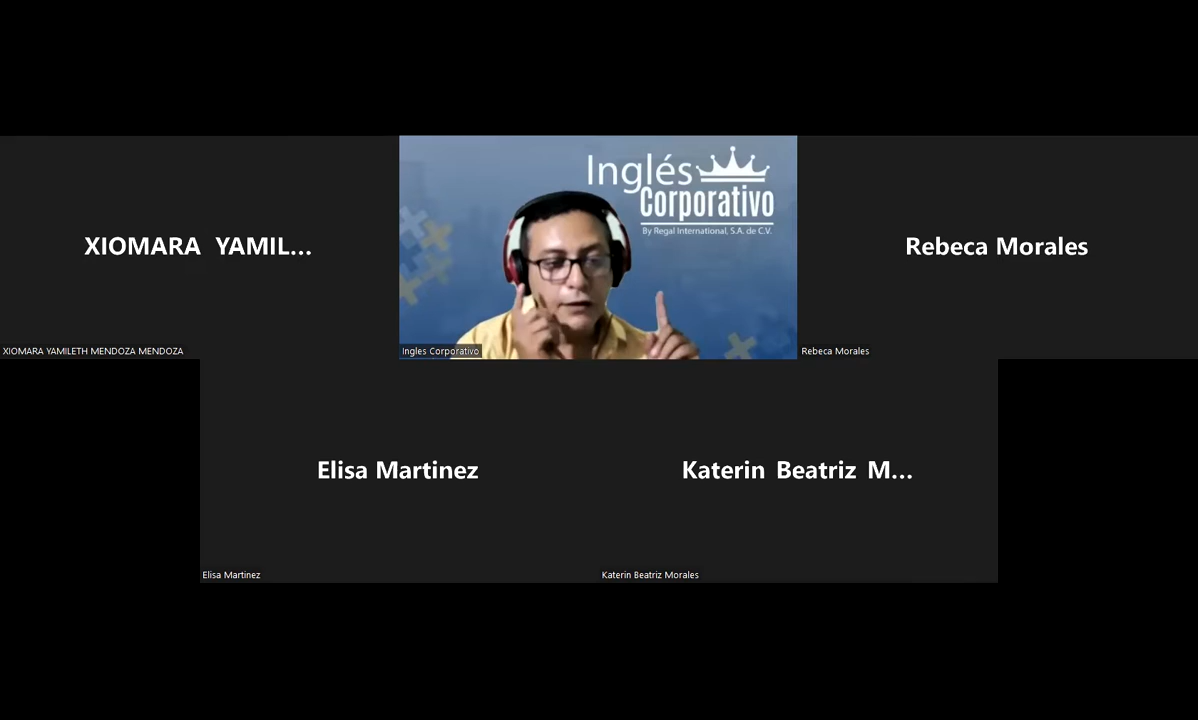 XIOMARA YAMIL...
XIOMARA YAMILETH MENDOZA MENDOZA
Inglés
Corporativo
By Regal International, S.A. de C.V.
Ingles Corporativo
Rebeca Morales
Rebeca Morales
Elisa Martinez
Elisa Martinez
Katerin Beatriz M...
Katerin Beatriz Morales